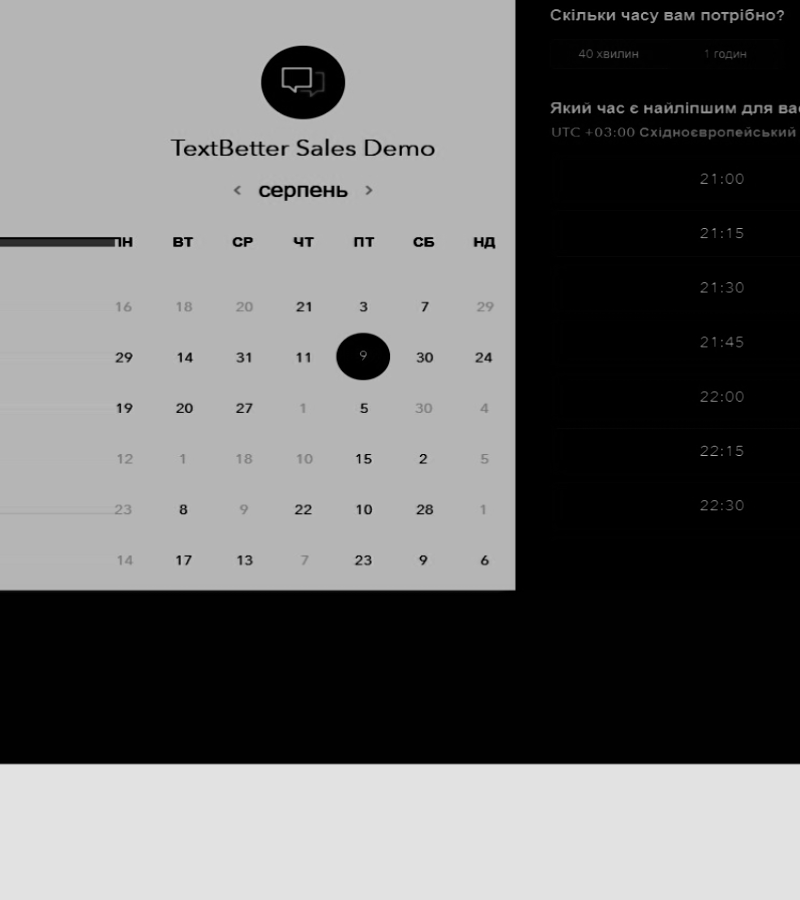 TextBetter Sales Demo
< серпень >
ПН ВТ СР ЧТ ПТ СБ НД
16 18 20 21 3 7 29
29 14 31 11 9 30 24
19 20 27 1 5 30 4
12 1 18 10 15 2 5
23 8 9 22 10 28 1
14 17 13 7 23 9 6
Скільки часу вам потрібно?
40 хвилин 1 годин
Який час є найліпшим для
UTC +03:00 Східноєвропейський
21:00
21:15
21:30
21:45
22:00
22:15
22:30